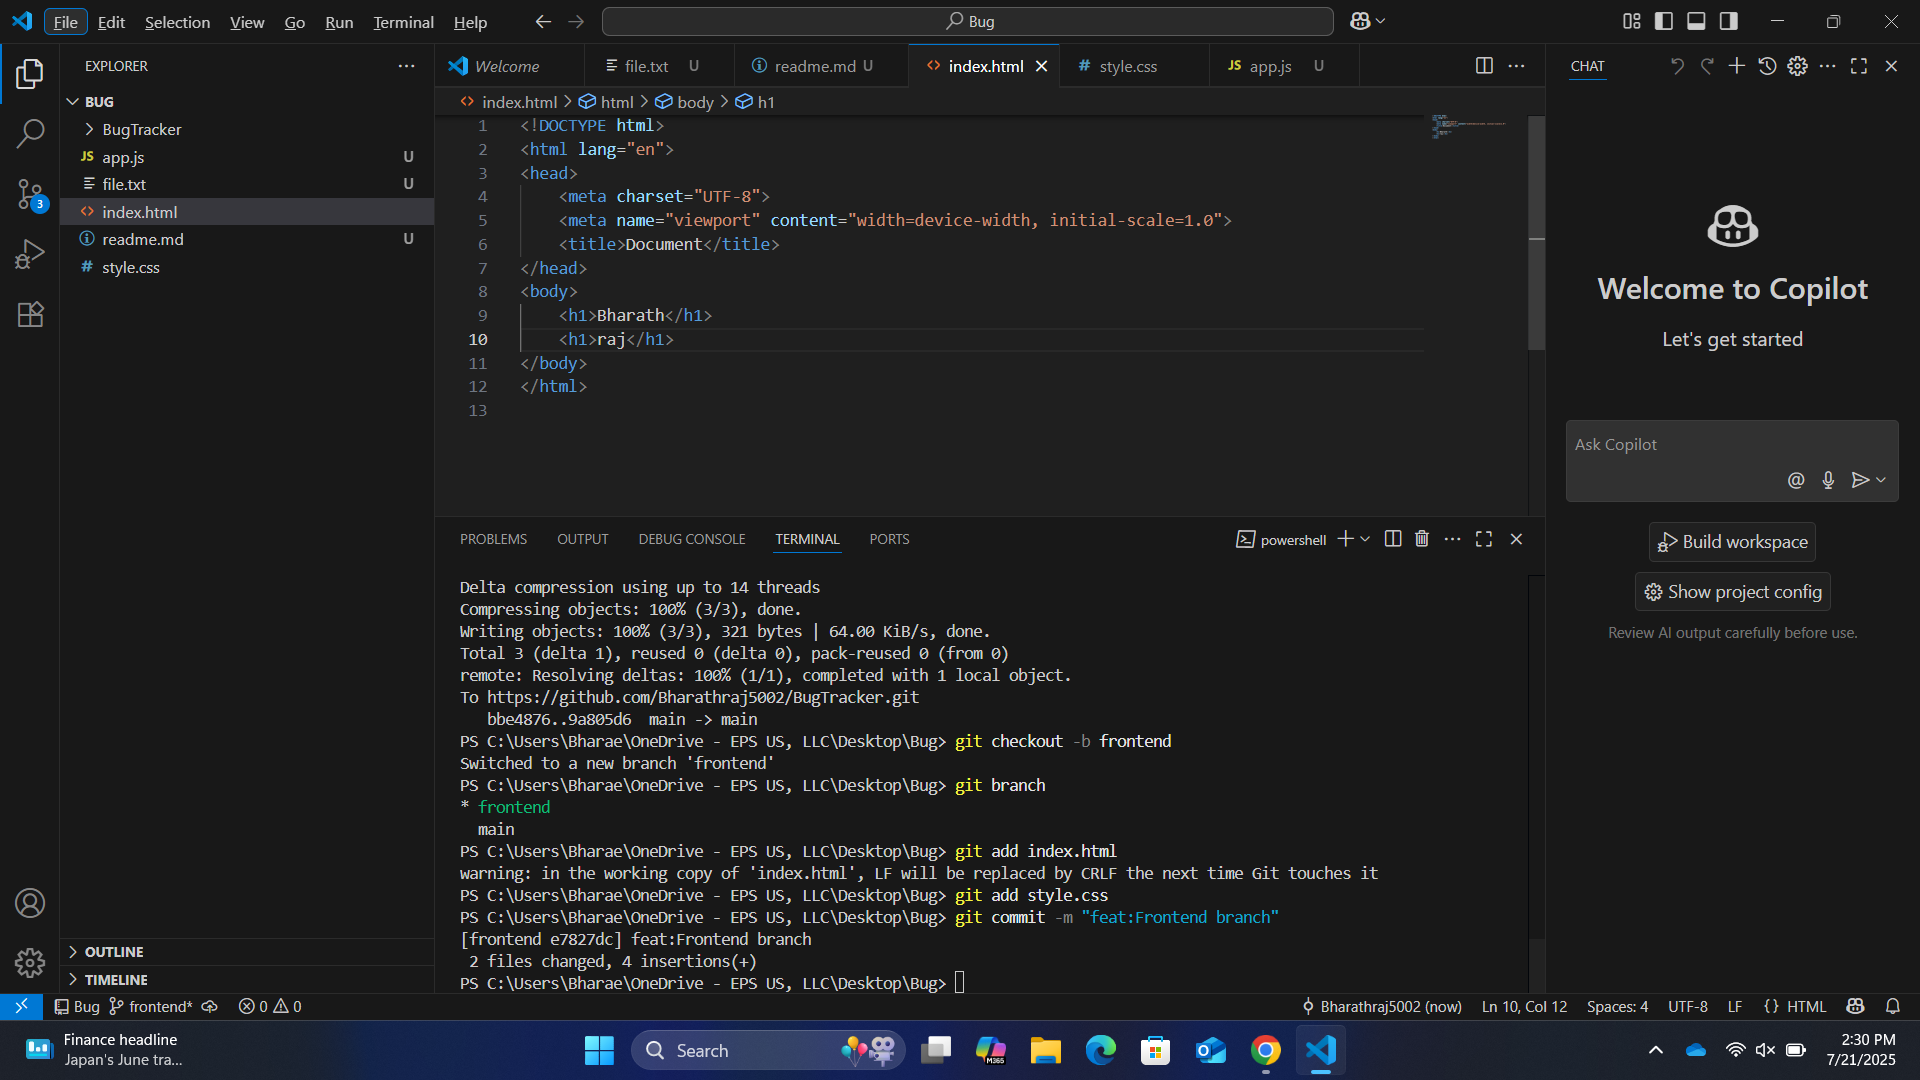 File Edit Selection View Go Run Terminal Help
Bug
EXPLORER
BUG
BugTracker
JS app.js U
file.txt U
<> index.html
readme.md U
# style.css
OUTLINE
TIMELINE
Welcome
file.txt U
readme.md U
<> index.html
# style.css
JS app.js U
<> index.html > html > body > h1
1 <!DOCTYPE html>
2 <html lang="en">
3 <head>
4 <meta charset="UTF-8">
5 <meta name="viewport" content="width=device-width, initial-scale=1.0">
6 <title>Document</title>
7 </head>
8 <body>
9 <h1>Bharath</h1>
10 <h1>raj</h1>
11 </body>
12 </html>
13
PROBLEMS OUTPUT DEBUG CONSOLE TERMINAL PORTS
powershell
Delta compression using up to 14 threads
Compressing objects: 100% (3/3), done.
Writing objects: 100% (3/3), 321 bytes | 64.00 KiB/s, done.
Total 3 (delta 1), reused 0 (delta 0), pack-reused 0 (from 0)
remote: Resolving deltas: 100% (1/1), completed with 1 local object.
To https://github.com/Bharathraj5002/BugTracker.git
bbe4876..9a805d6 main -> main
PS C:\Users\Bharae\OneDrive - EPS US, LLC\Desktop\Bug> git checkout -b frontend
Switched to a new branch 'frontend'
PS C:\Users\Bharae\OneDrive - EPS US, LLC\Desktop\Bug> git branch
* frontend
main
PS C:\Users\Bharae\OneDrive - EPS US, LLC\Desktop\Bug> git add index.html
warning: in the working copy of 'index.html', LF will be replaced by CRLF the next time Git touches it
PS C:\Users\Bharae\OneDrive - EPS US, LLC\Desktop\Bug> git add style.css
PS C:\Users\Bharae\OneDrive - EPS US, LLC\Desktop\Bug> git commit -m "feat:Frontend branch"
[frontend e7827dc] feat:Frontend branch
2 files changed, 4 insertions(+)
PS C:\Users\Bharae\OneDrive - EPS US, LLC\Desktop\Bug>
CHAT
Welcome to Copilot
Let's get started
Ask Copilot
Build workspace
Show project config
Review AI output carefully before use.
3
Bug frontend* 0 0
Bharathraj5002 (now) Ln 10, Col 12 Spaces: 4 UTF-8 LF {} HTML
Finance headline
Japan's June tra...
Search
M365
2:30 PM
7/21/2025